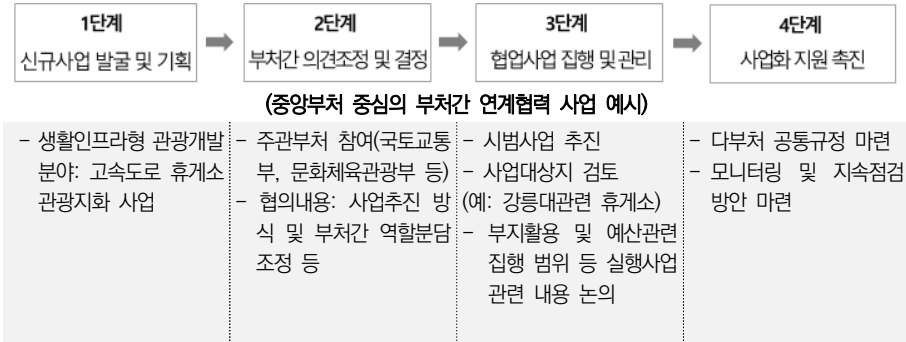 1단계
신규사업 발굴 및 기획
2단계
부처간 의견조정 및 결정
3단계
협업사업 집행 및 관리
4단계
사업화 지원 촉진
(중앙부처 중심의 부처간 연계협력 사업 예시)
- 생활인프라형 관광개발
분야: 고속도로 휴게소
관광지화 사업
- 주관부처 참여(국토교통
부, 문화체육관광부 등)
- 협의내용: 사업추진 방
식 및 부처간 역할분담
조정 등
- 시범사업 추진
- 사업대상지 검토
(예: 강릉대관련 휴게소)
- 부지활용 및 예산관련
집행 범위 등 실행사업
관련 내용 논의
- 다부처 공통규정 마련
- 모니터링 및 지속점검
방안 마련